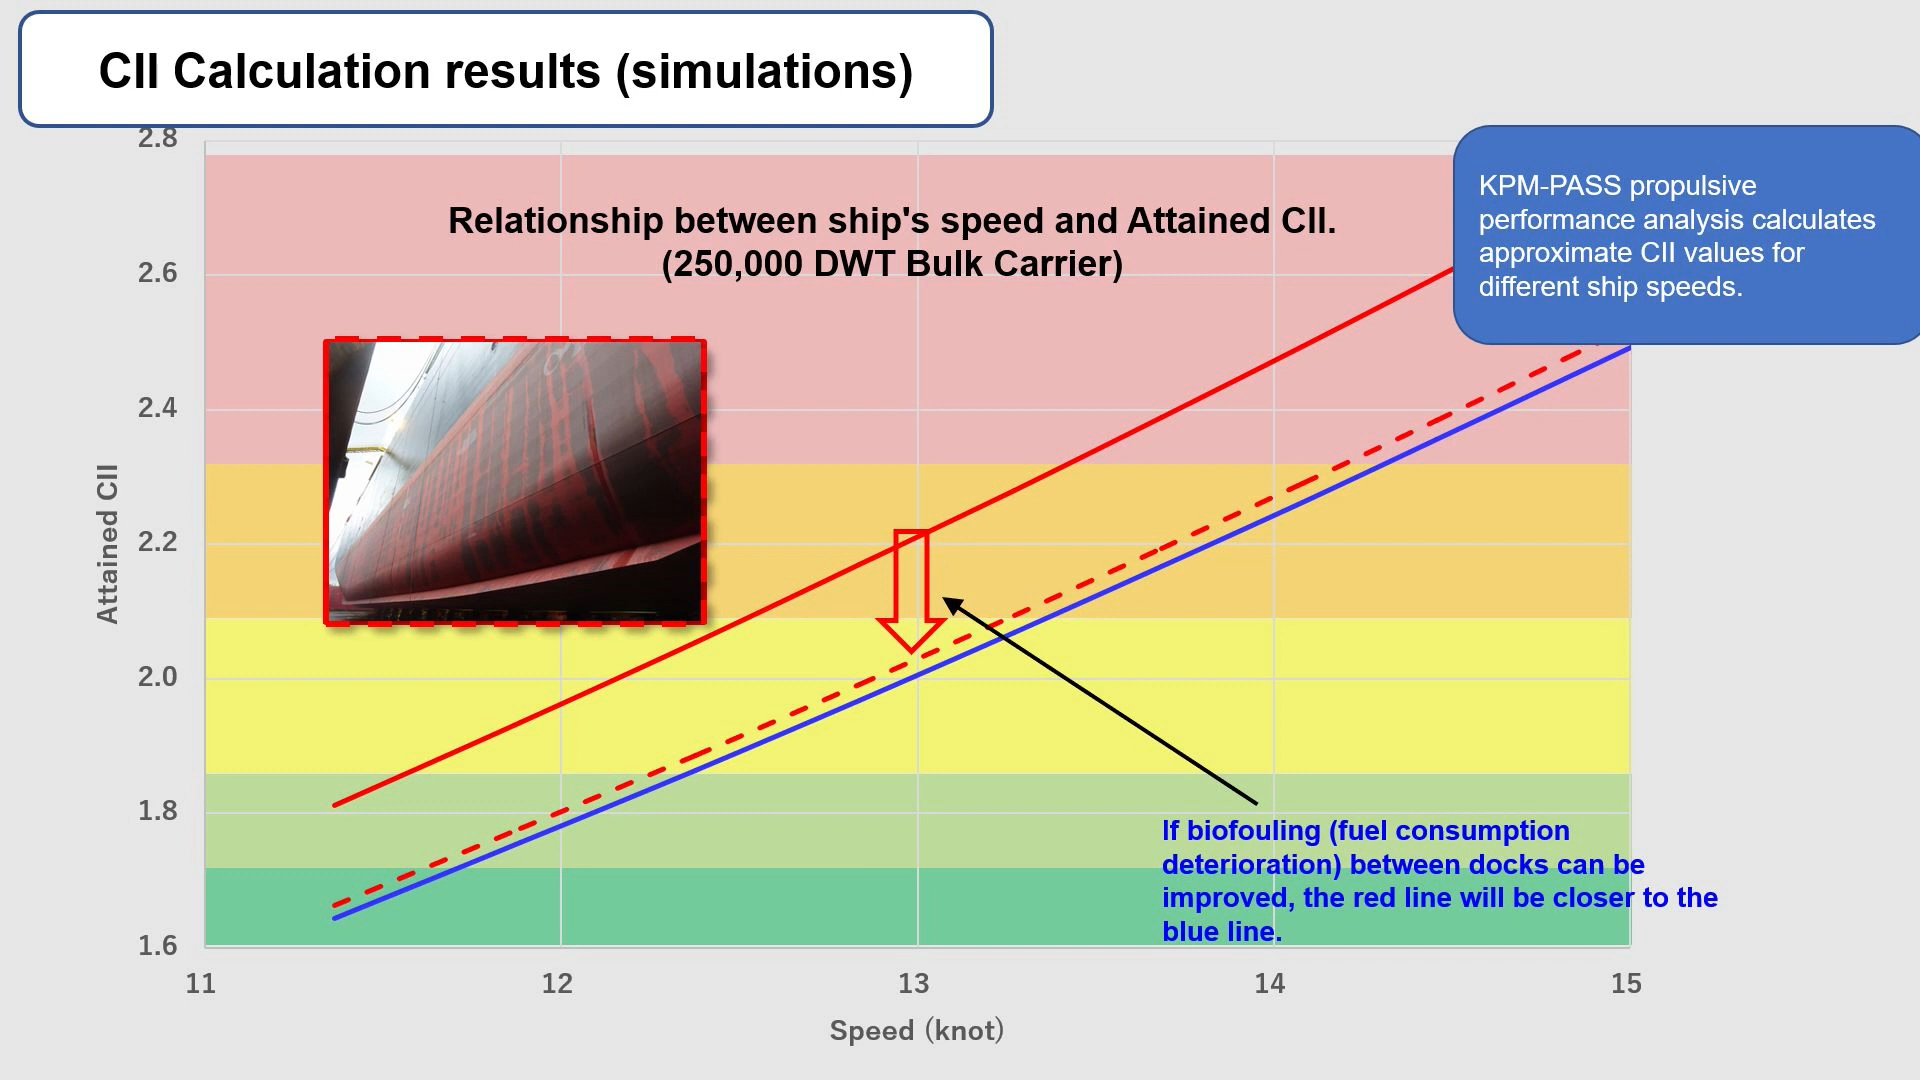 CII Calculation results (simulations)
KPM-PASS propulsive
performance analysis calculates
approximate CII values for
different ship speeds.
Relationship between ship's speed and Attained CII.
(250,000 DWT Bulk Carrier)
2.8
2.6
2.4
2.2
2.0
1.8
1.6
Attained CII
If biofouling (fuel consumption
deterioration) between docks can be
improved, the red line will be closer to the
blue line.
11 12 13 14 15
Speed (knot)